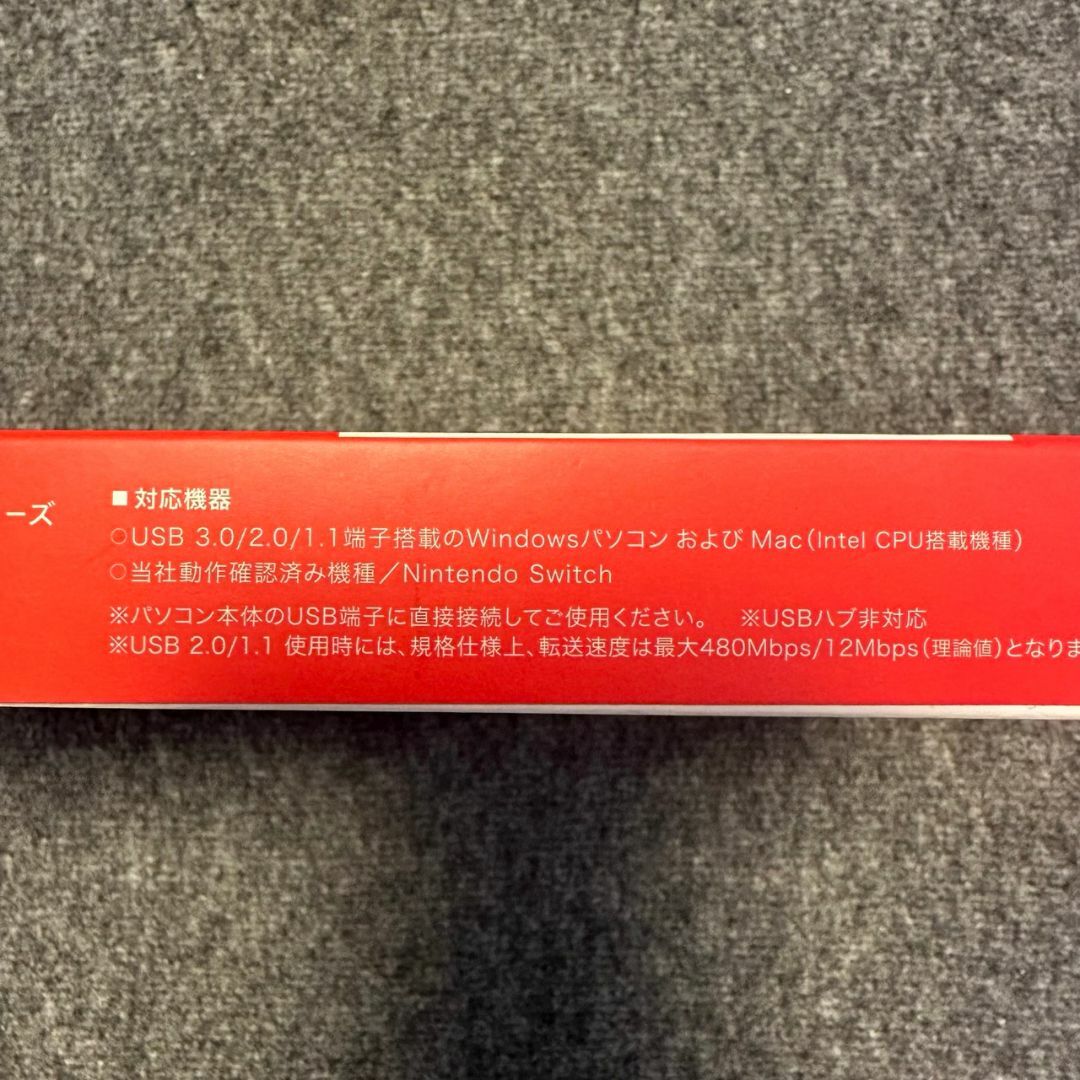 ーズ
■対応機器
○USB 3.0/2.0/1.1端子搭載のWindowsパソコン および Mac(Intel CPU搭載機種)
○当社動作確認済み機種/Nintendo Switch
※パソコン本体のUSB端子に直接接続してご使用ください。 ※USBハブ非対応
※USB 2.0/1.1 使用時には、規格仕様上、転送速度は最大480Mbps/12Mbps(理論値)となりま